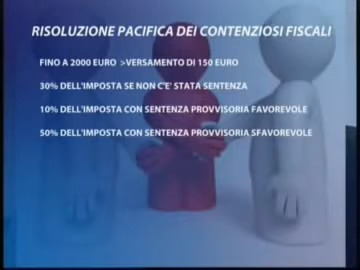 RISOLUZIONE PACIFICA DEI CONTENZIOSI FISCALI
FINO A 2000 EURO >VERSAMENTO DI 150 EURO
30% DELL'IMPOSTA SE NON C'E' STATA SENTENZA
10% DELL'IMPOSTA CON SENTENZA PROVVISORIA FAVOREVOLE
50% DELL'IMPOSTA CON SENTENZA PROVVISORIA SFAVOREVOLE